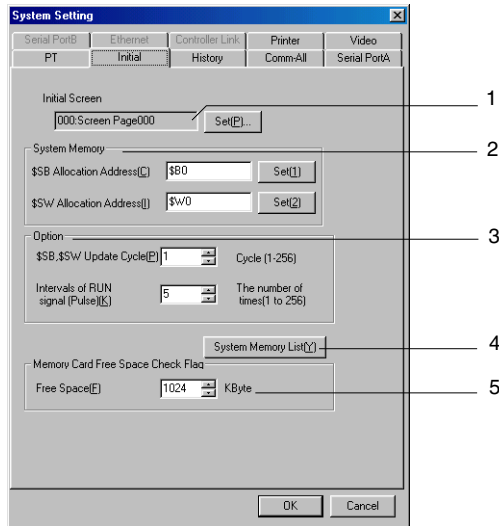 System Setting
Serial PortB Ethernet Controller Link Printer Video
PT Initial History Comm-All Serial PortA
Initial Screen
000:Screen Page000 Set(P)... 1
System Memory 2
$SB Allocation Address(C) $B0 Set(1)
$SW Allocation Address(I) $W0 Set(2)
Option 3
$SB,$SW Update Cycle(P) 1 Cycle (1-256)
Intervals of RUN
signal (Pulse)(K) 5 The number of
times(1 to 256)
System Memory List(Y) 4
Memory Card Free Space Check Flag
Free Space(F) 1024 KByte 5
OK Cancel